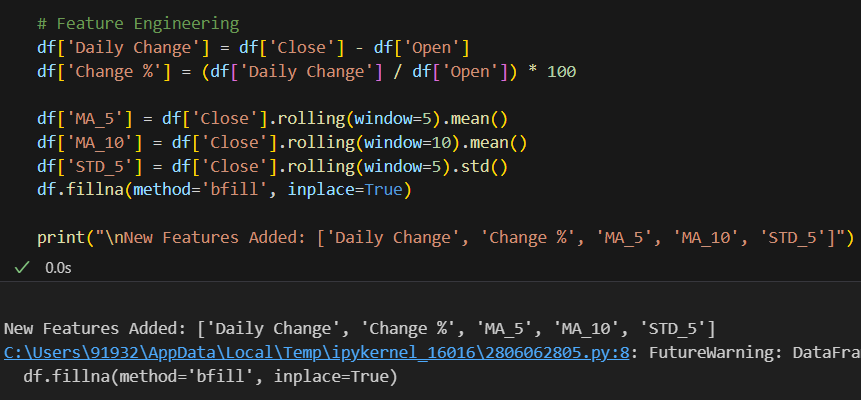 # Feature Engineering
df['Daily Change'] = df['Close'] - df['Open']
df['Change %'] = (df['Daily Change'] / df['Open']) * 100
df['MA_5'] = df['Close'].rolling(window=5).mean()
df['MA_10'] = df['Close'].rolling(window=10).mean()
df['STD_5'] = df['Close'].rolling(window=5).std()
df.fillna(method='bfill', inplace=True)
print("\nNew Features Added: ['Daily Change', 'Change %', 'MA_5', 'MA_10', 'STD_5']")
0.0s
New Features Added: ['Daily Change', 'Change %', 'MA_5', 'MA_10', 'STD_5']
C:\Users\91932\AppData\Local\Temp\ipykernel_16016\2806062805.py:8: FutureWarning: DataFra
df.fillna(method='bfill', inplace=True)